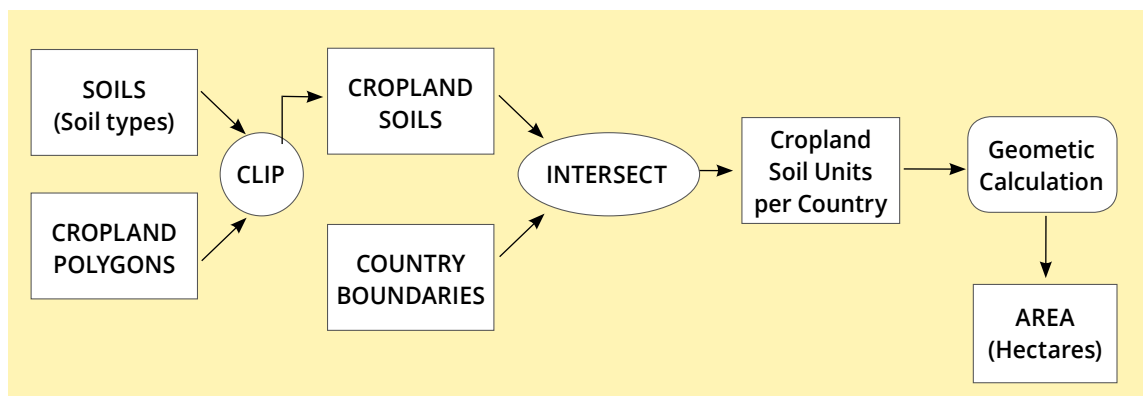 SOILS
(Soil types)
CLIP
CROPLAND
POLYGONS
CROPLAND
SOILS
INTERSECT
COUNTRY
BOUNDARIES
Cropland
Soil Units
per Country
Geometic
Calculation
AREA
(Hectares)